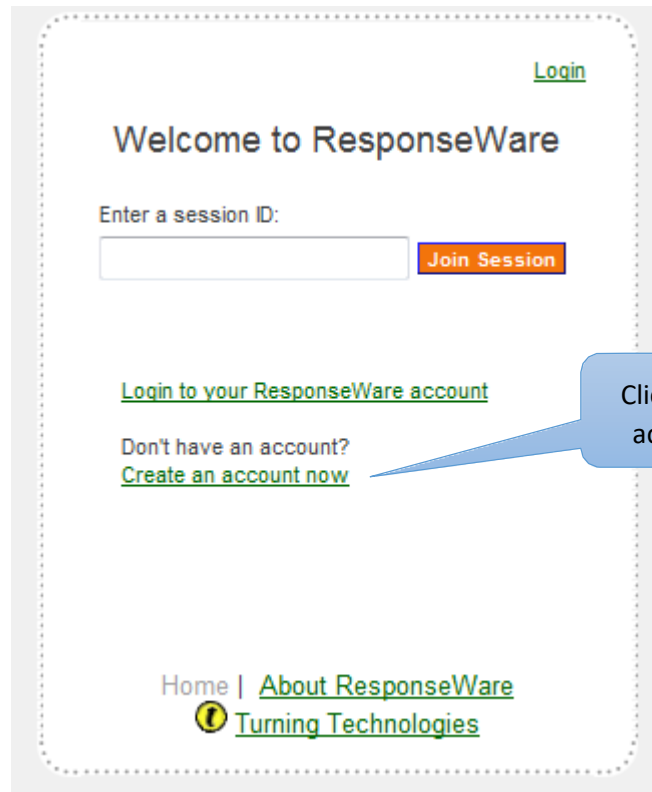 Login
Welcome to ResponseWare
Enter a session ID:
Join Session
Login to your ResponseWare account
Don't have an account?
Create an account now
Home | About ResponseWare
Turning Technologies